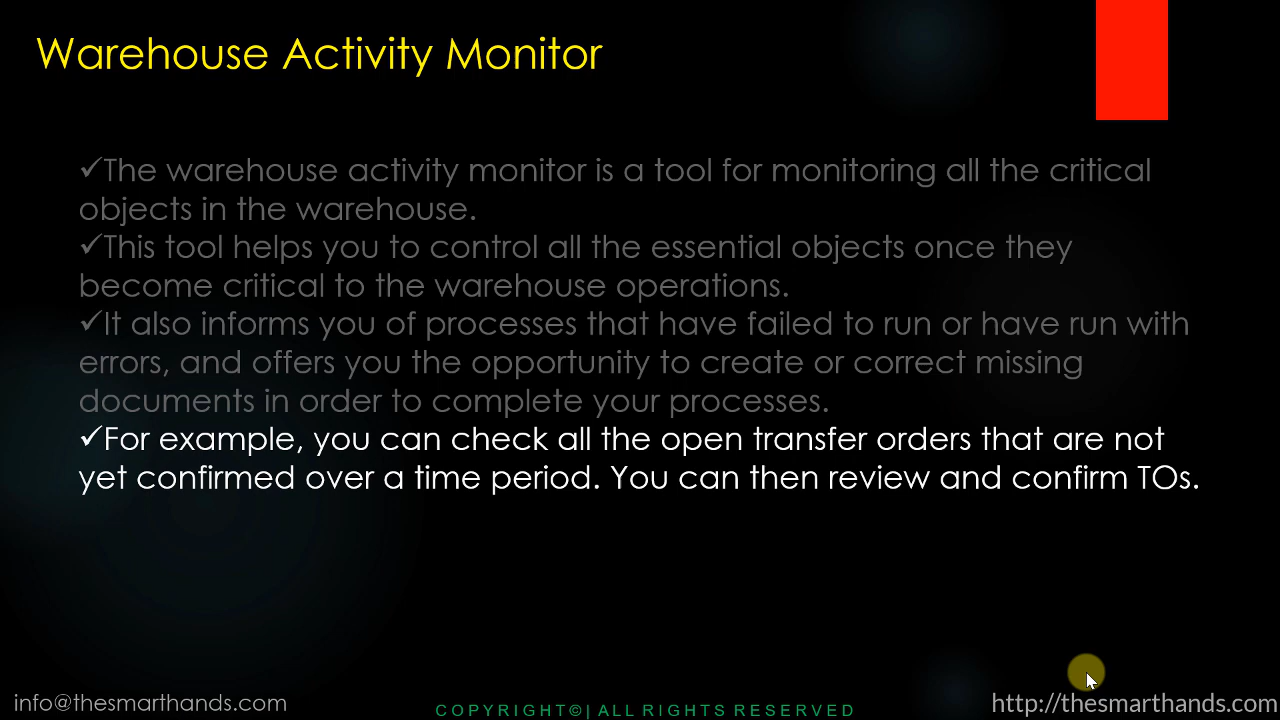 Warehouse Activity Monitor
✓The warehouse activity monitor is a tool for monitoring all the critical
objects in the warehouse.
✓This tool helps you to control all the essential objects once they
become critical to the warehouse operations.
✓It also informs you of processes that have failed to run or have run with
errors, and offers you the opportunity to create or correct missing
documents in order to complete your processes.
✓For example, you can check all the open transfer orders that are not
yet confirmed over a time period. You can then review and confirm TOs.
info@thesmarthands.com
COPYRIGHT©| ALL RIGHTS RESERVED
http://thesmarthands.com